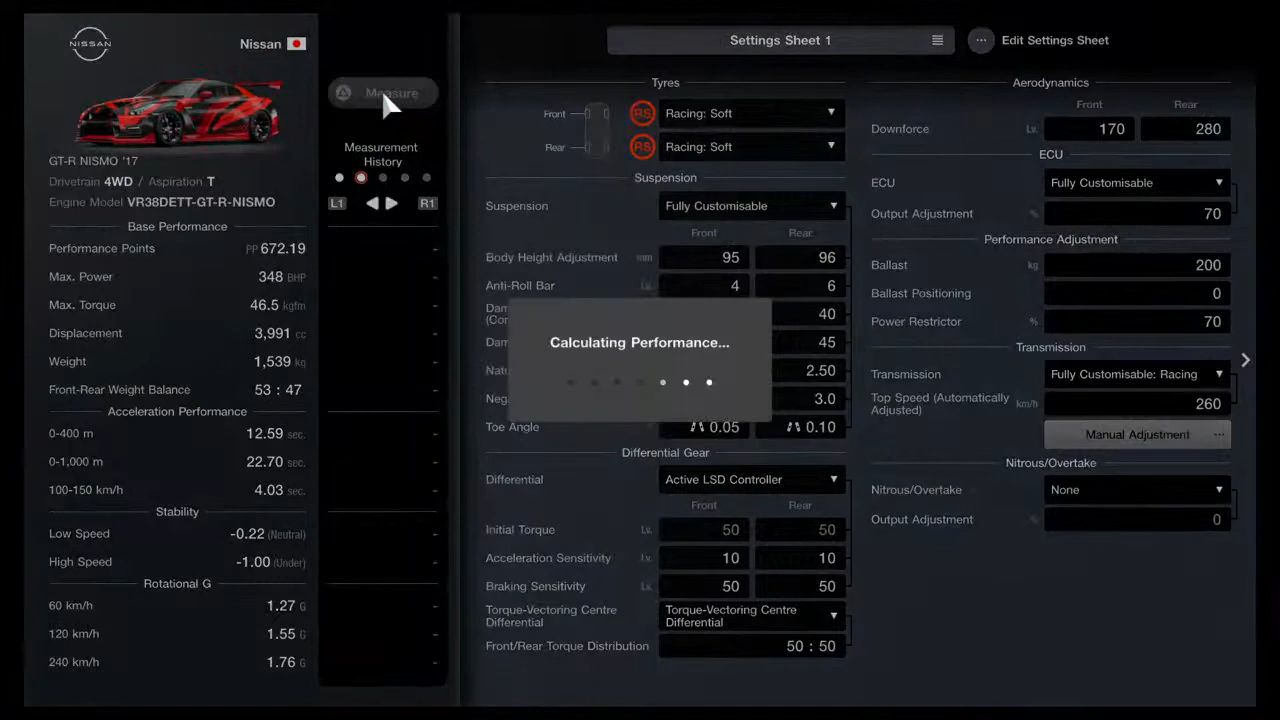 NISSAN
Nissan
GT-R NISMO '17
Drivetrain 4WD / Aspiration T
Engine Model VR38DETT-GT-R-NISMO
Base Performance
Performance Points PP 672.19
Max. Power 348 BHP
Max. Torque 46.5 kgfm
Displacement 3,991 cc
Weight 1,539 kg
Front-Rear Weight Balance 53 : 47
Acceleration Performance
0-400 m 12.59 sec.
0-1,000 m 22.70 sec.
100-150 km/h 4.03 sec.
Stability
Low Speed -0.22 (Neutral)
High Speed -1.00 (Under)
Rotational G
60 km/h 1.27 G
120 km/h 1.55 G
240 km/h 1.76 G
Measure
Measurement
History
L1 R1
Settings Sheet 1
Edit Settings Sheet
Tyres
Front RS Racing: Soft
Rear RS Racing: Soft
Suspension
Suspension Fully Customisable
Front Rear
Body Height Adjustment mm 95 96
Anti-Roll Bar Lv. 4 6
40
45
2.50
3.0
Toe Angle 0.05 0.10
Calculating Performance...
Differential Gear
Differential Active LSD Controller
Front Rear
Initial Torque Lv. 50 50
Acceleration Sensitivity Lv. 10 10
Braking Sensitivity Lv. 50 50
Torque-Vectoring Centre
Differential
Torque-Vectoring Centre
Differential
Front/Rear Torque Distribution 50 : 50
Aerodynamics
Front Rear
Downforce Lv. 170 280
ECU
ECU Fully Customisable
Output Adjustment % 70
Performance Adjustment
Ballast kg 200
Ballast Positioning 0
Power Restrictor % 70
Transmission
Transmission Fully Customisable: Racing
Top Speed (Automatically
Adjusted) km/h 260
Manual Adjustment
Nitrous/Overtake
Nitrous/Overtake None
Output Adjustment % 0